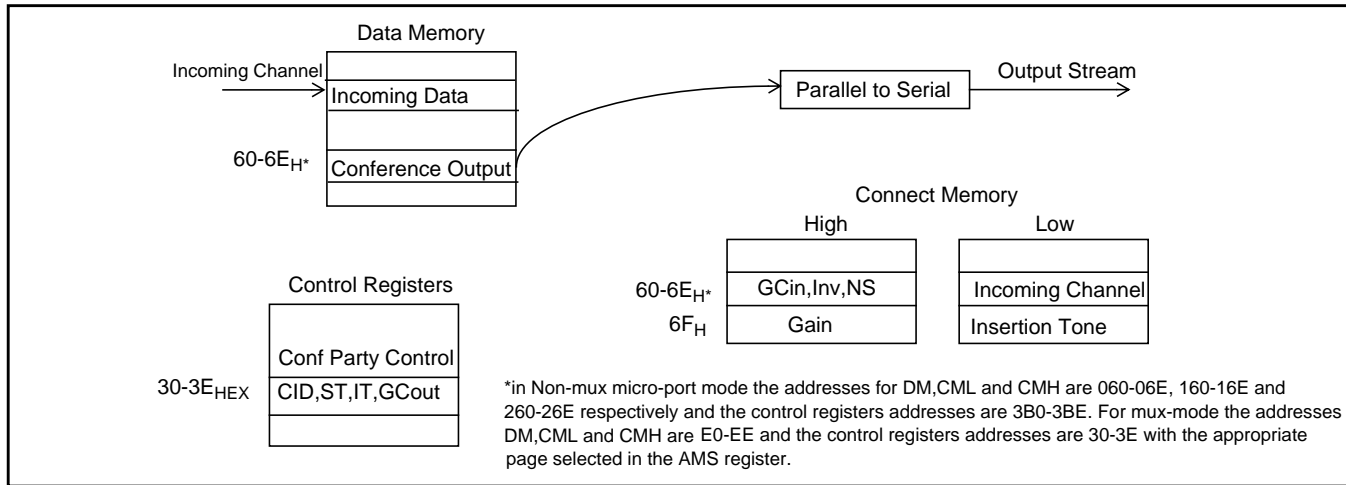 Data Memory
Incoming Channel
Incoming Data
Parallel to Serial
Output Stream
60-6EH*
Conference Output
Connect Memory
High
Low
60-6EH*
GCin,Inv,NS
Incoming Channel
6FH
Gain
Insertion Tone
Control Registers
Conf Party Control
30-3EHEX
CID,ST,IT,GCout
*in Non-mux micro-port mode the addresses for DM,CML and CMH are 060-06E, 160-16E and
260-26E respectively and the control registers addresses are 3B0-3BE. For mux-mode the addresses
DM,CML and CMH are E0-EE and the control registers addresses are 30-3E with the appropriate
page selected in the AMS register.